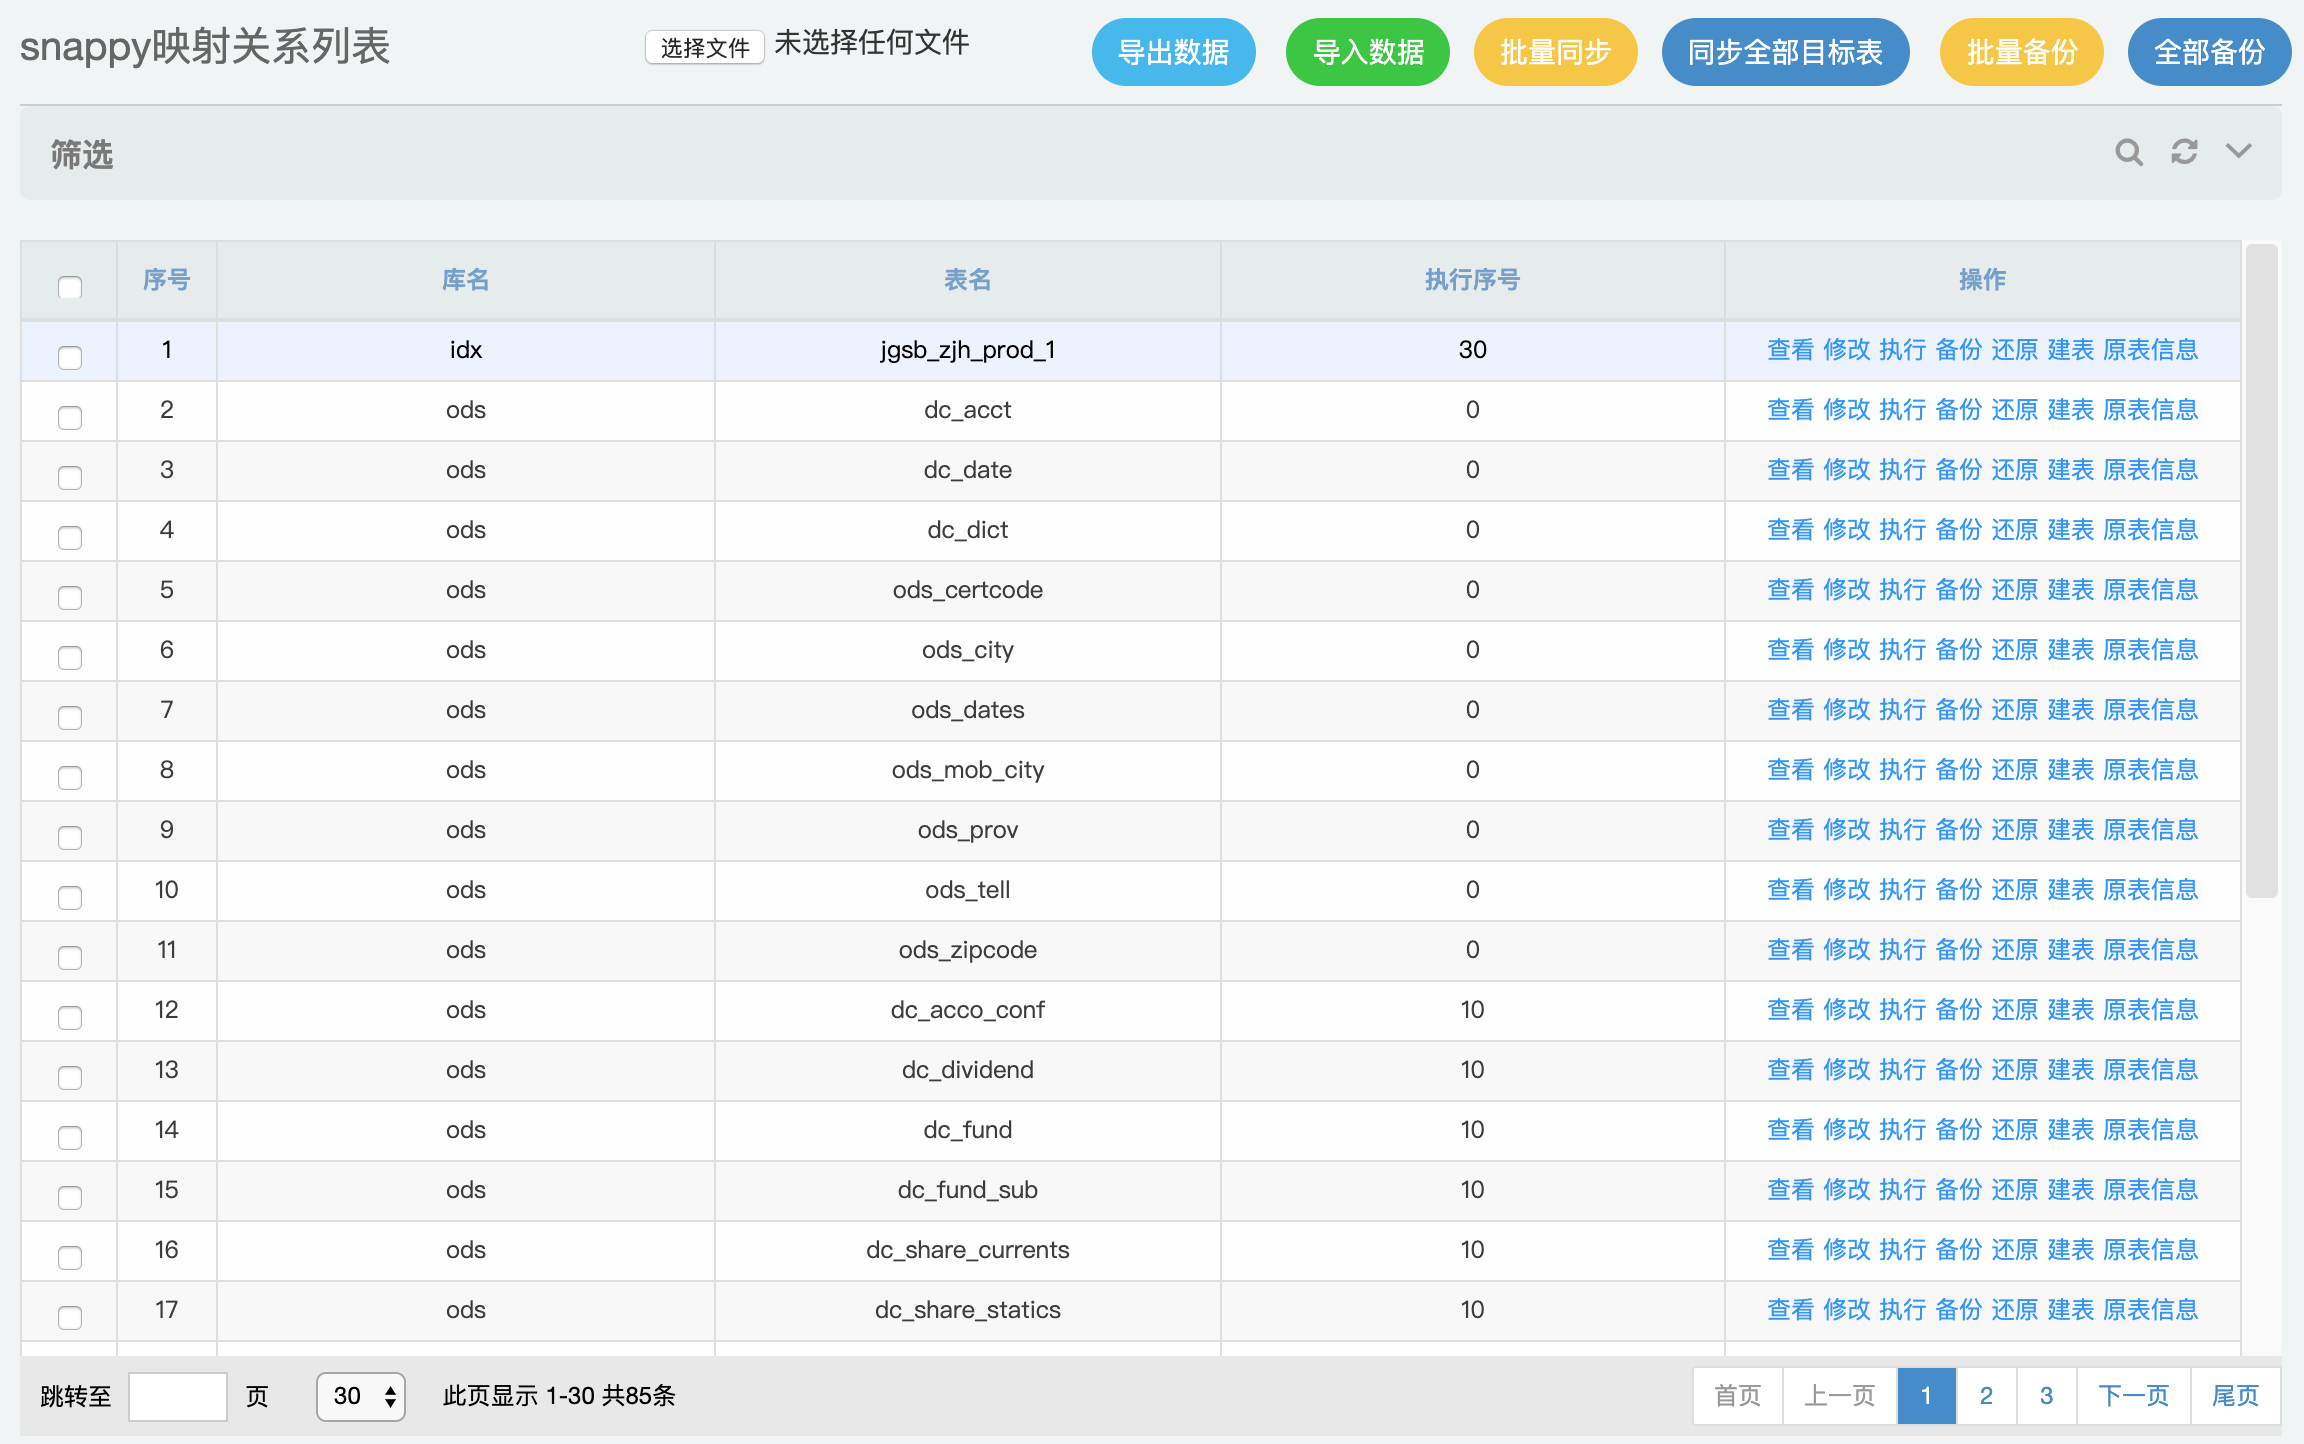 snappy映射关系列表 选择文件 未选择任何文件 导出数据 导入数据 批量同步 同步全部目标表 批量备份 全部备份
筛选
序号 库名 表名 执行序号 操作
1 idx jgsb_zjh_prod_1 30 查看 修改 执行 备份 还原 建表 原表信息
2 ods dc_acct 0 查看 修改 执行 备份 还原 建表 原表信息
3 ods dc_date 0 查看 修改 执行 备份 还原 建表 原表信息
4 ods dc_dict 0 查看 修改 执行 备份 还原 建表 原表信息
5 ods ods_certcode 0 查看 修改 执行 备份 还原 建表 原表信息
6 ods ods_city 0 查看 修改 执行 备份 还原 建表 原表信息
7 ods ods_dates 0 查看 修改 执行 备份 还原 建表 原表信息
8 ods ods_mob_city 0 查看 修改 执行 备份 还原 建表 原表信息
9 ods ods_prov 0 查看 修改 执行 备份 还原 建表 原表信息
10 ods ods_tell 0 查看 修改 执行 备份 还原 建表 原表信息
11 ods ods_zipcode 0 查看 修改 执行 备份 还原 建表 原表信息
12 ods dc_acco_conf 10 查看 修改 执行 备份 还原 建表 原表信息
13 ods dc_dividend 10 查看 修改 执行 备份 还原 建表 原表信息
14 ods dc_fund 10 查看 修改 执行 备份 还原 建表 原表信息
15 ods dc_fund_sub 10 查看 修改 执行 备份 还原 建表 原表信息
16 ods dc_share_currents 10 查看 修改 执行 备份 还原 建表 原表信息
17 ods dc_share_statics 10 查看 修改 执行 备份 还原 建表 原表信息
跳转至 页 30 此页显示 1-30 共85条 首页 上一页 1 2 3 下一页 尾页